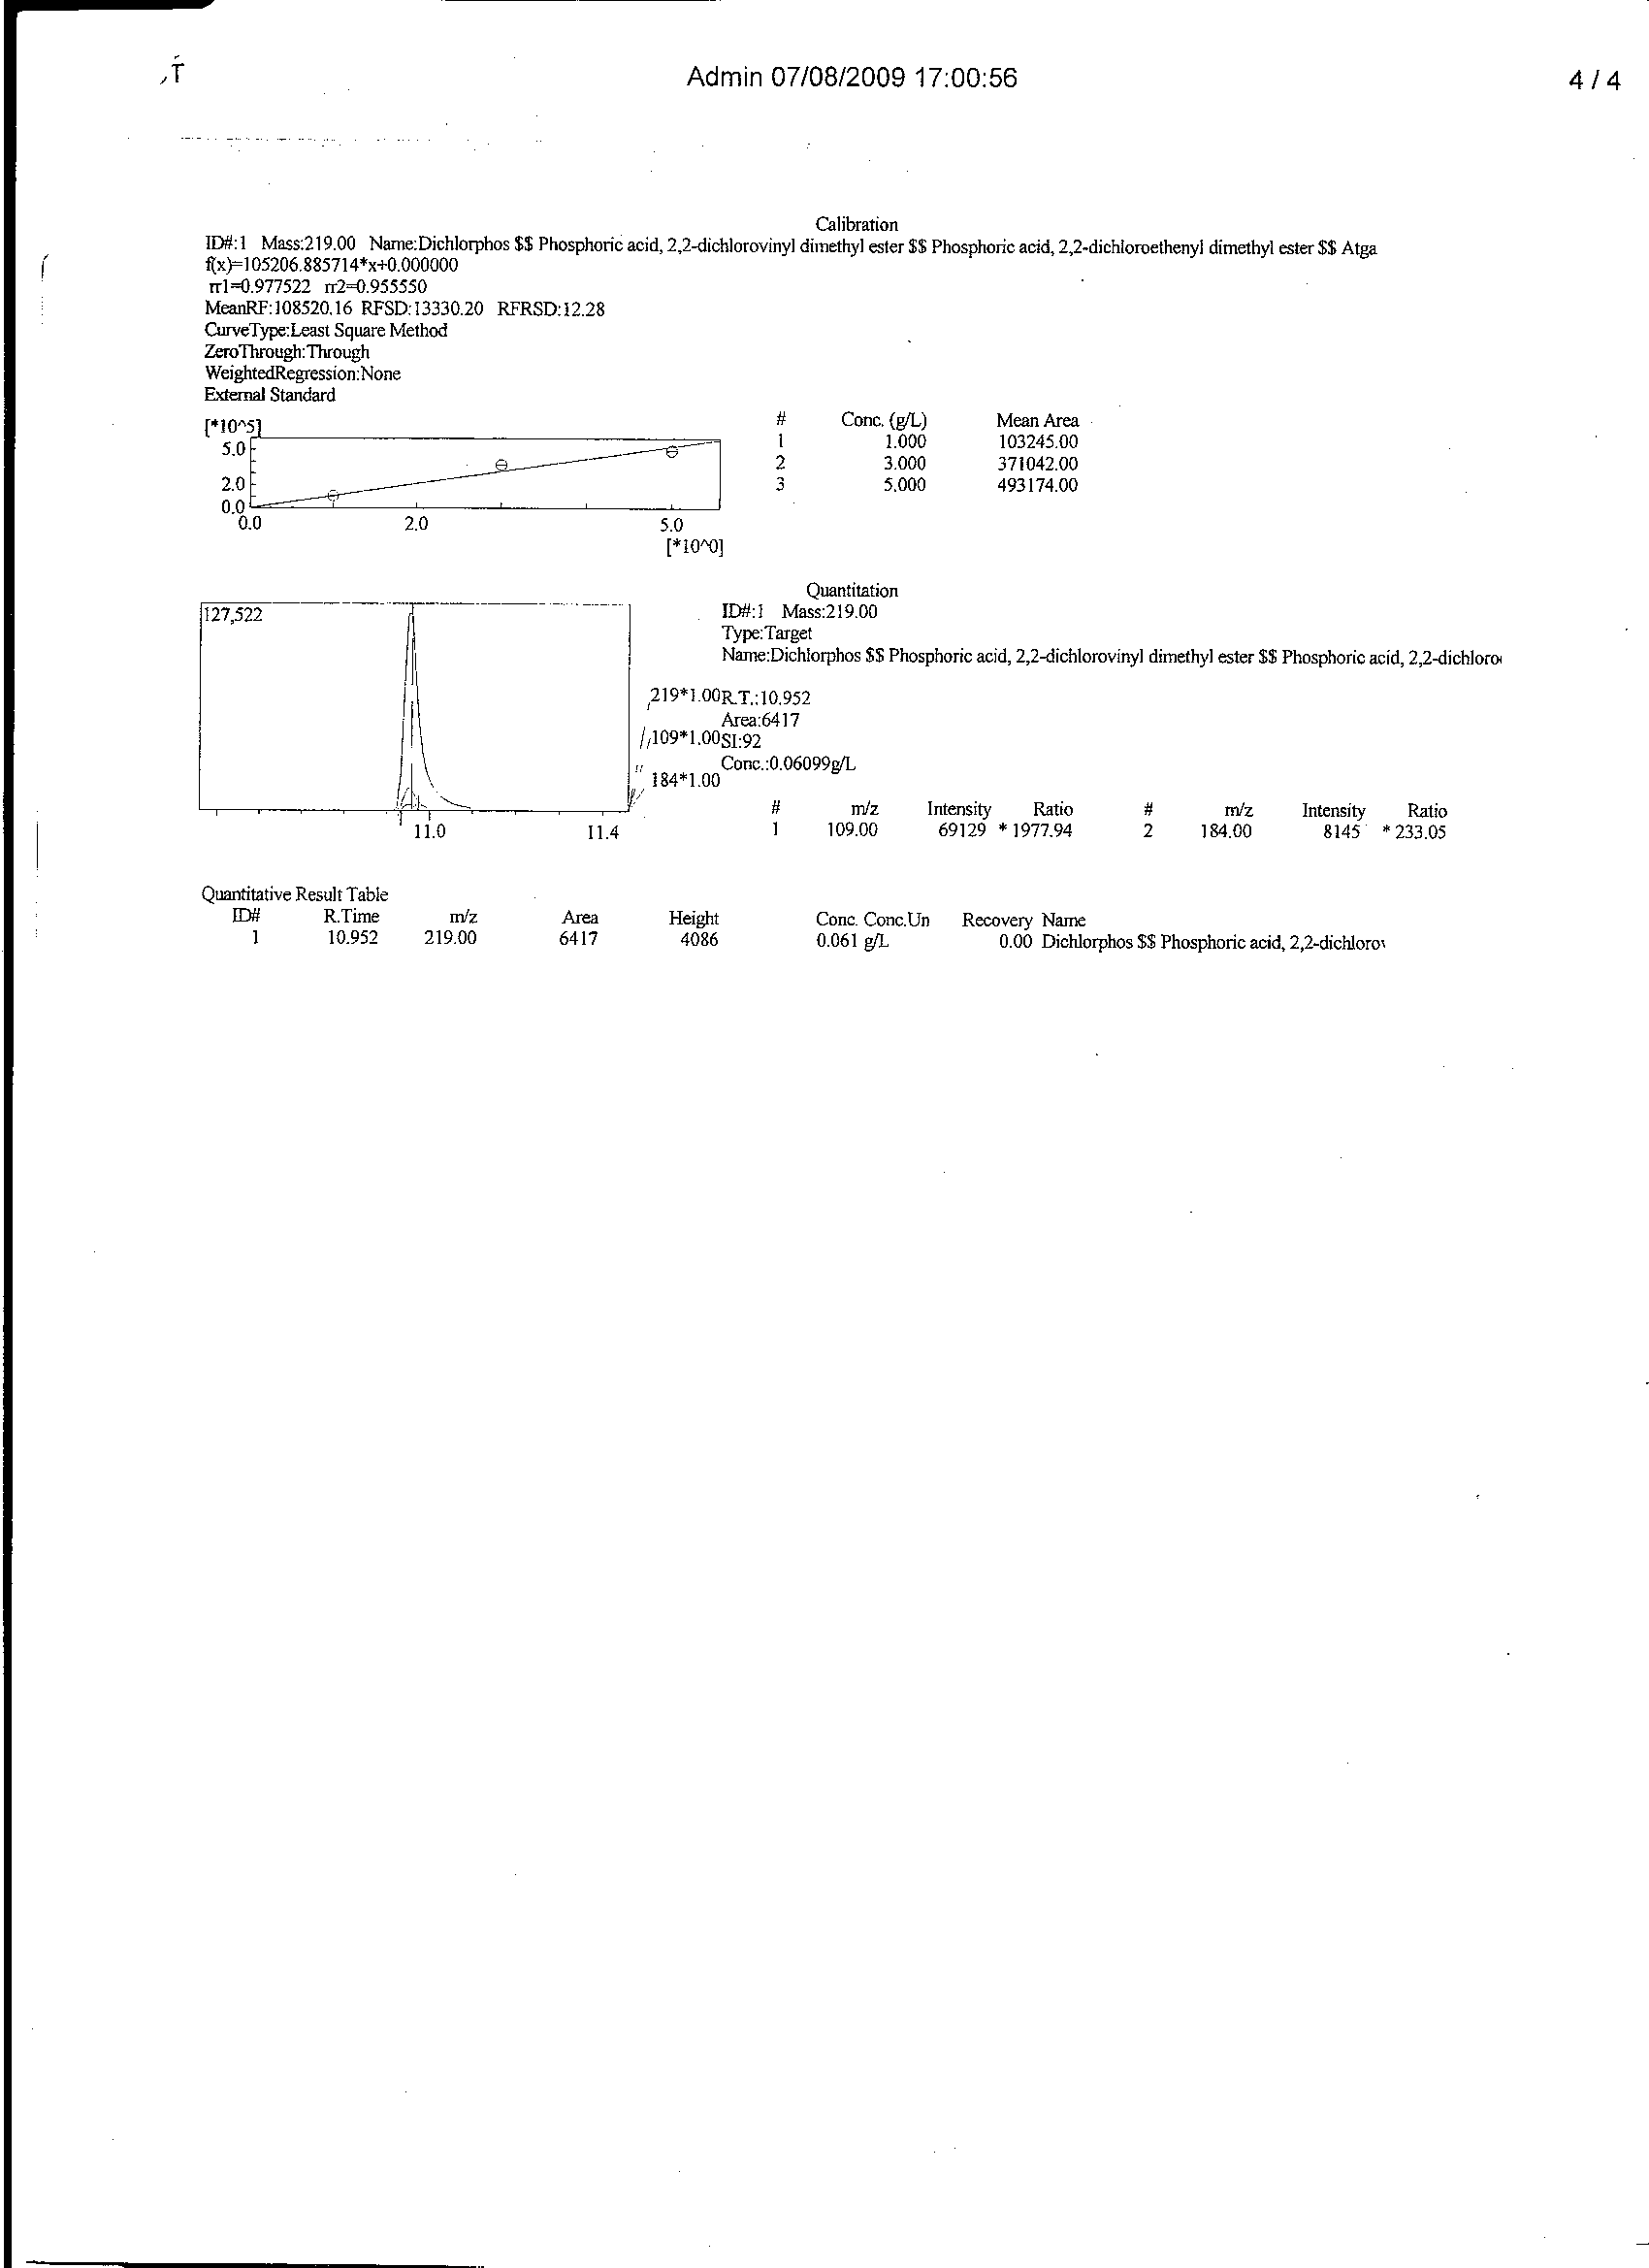 Admin 07/08/2009 17:00:56
4 / 4
Calibration
ID#:1 Mass:219.00 Name:Dichlorphos $$ Phosphoric acid, 2,2-dichlorovinyl dimethyl ester $$ Phosphoric acid, 2,2-dichloroethenyl dimethyl ester $$ Atga
f(x)=105206.885714*x+0.000000
rr1=0.977522 rr2=0.955550
MeanRF:108520.16 RFSD:13330.20 RFRSD:12.28
CurveType:Least Square Method
ZeroThrough:Through
WeightedRegression:None
External Standard
[*10^5]
5.0
2.0
0.0
0.0 2.0 5.0
[*10^0]
# Conc. (g/L) Mean Area
1 1.000 103245.00
2 3.000 371042.00
3 5.000 493174.00
Quantitation
127,522
ID#:1 Mass:219.00
Type:Target
Name:Dichlorphos $$ Phosphoric acid, 2,2-dichlorovinyl dimethyl ester $$ Phosphoric acid, 2,2-dichloro
219*1.00 R.T.:10.952
Area:6417
109*1.00 SI:92
Conc.:0.06099g/L
184*1.00
11.0 11.4
# m/z Intensity Ratio # m/z Intensity Ratio
1 109.00 69129 * 1977.94 2 184.00 8145 * 233.05
Quantitative Result Table
ID# R.Time m/z Area Height Conc. Conc.Un Recovery Name
1 10.952 219.00 6417 4086 0.061 g/L 0.00 Dichlorphos $$ Phosphoric acid, 2,2-dichloro